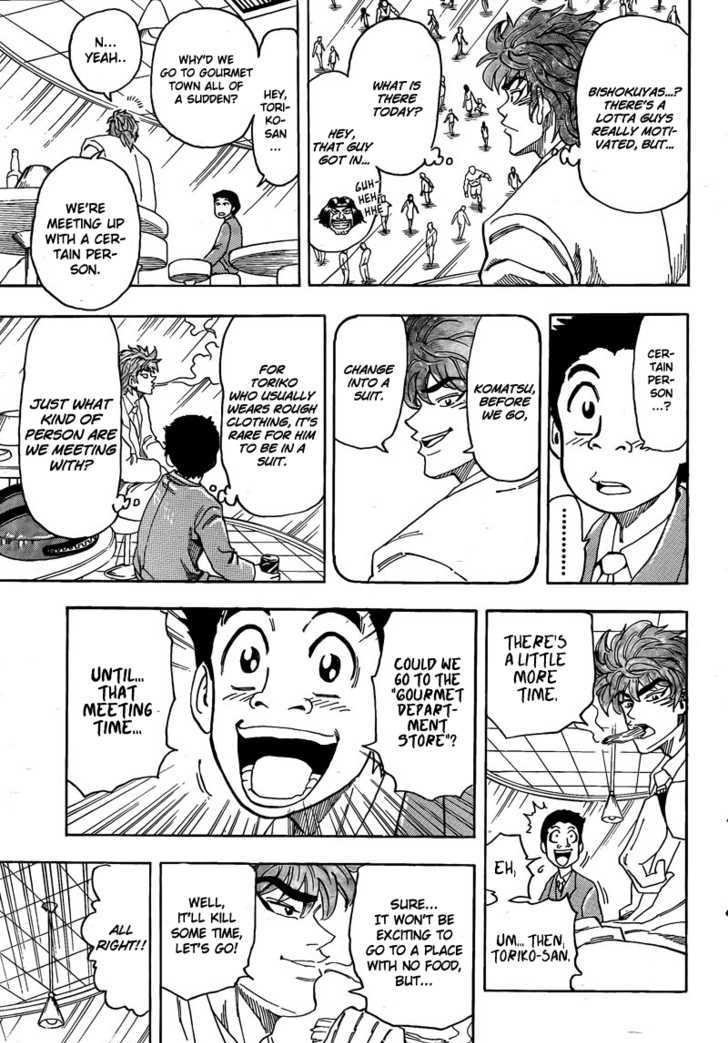 BISHOKUYAS...?
THERE'S A
LOTTA GUYS
REALLY MOTI-
VATED, BUT...
WHAT IS
THERE
TODAY?
HEY,
THAT GUY
GOT IN...
GUH-
HEH
HHE
HEY,
TORI-
KO-
SAN
...
WHY'D WE
GO TO GOURMET
TOWN ALL OF
A SUDDEN?
N...
YEAH..
WE'RE
MEETING UP
WITH A CER-
TAIN PER-
SON.
CER-
TAIN
PER-
SON
...?
.........
KOMATSU,
BEFORE
WE GO,
CHANGE
INTO A
SUIT.
FOR
TORIKO
WHO USUALLY
WEARS ROUGH
CLOTHING, IT'S
RARE FOR HIM
TO BE IN A
SUIT.
JUST WHAT
KIND OF
PERSON ARE
WE MEETING
WITH?
THERE'S
A LITTLE
MORE
TIME.
EH,
UM... THEN,
TORIKO-SAN.
COULD WE
GO TO THE
"GOURMET
DEPART-
MENT
STORE"?
UNTIL...
THAT
MEETING
TIME...
SURE...
IT WON'T BE
EXCITING TO
GO TO A PLACE
WITH NO FOOD,
BUT...
WELL,
IT'LL KILL
SOME TIME,
LET'S GO!
ALL
RIGHT!!